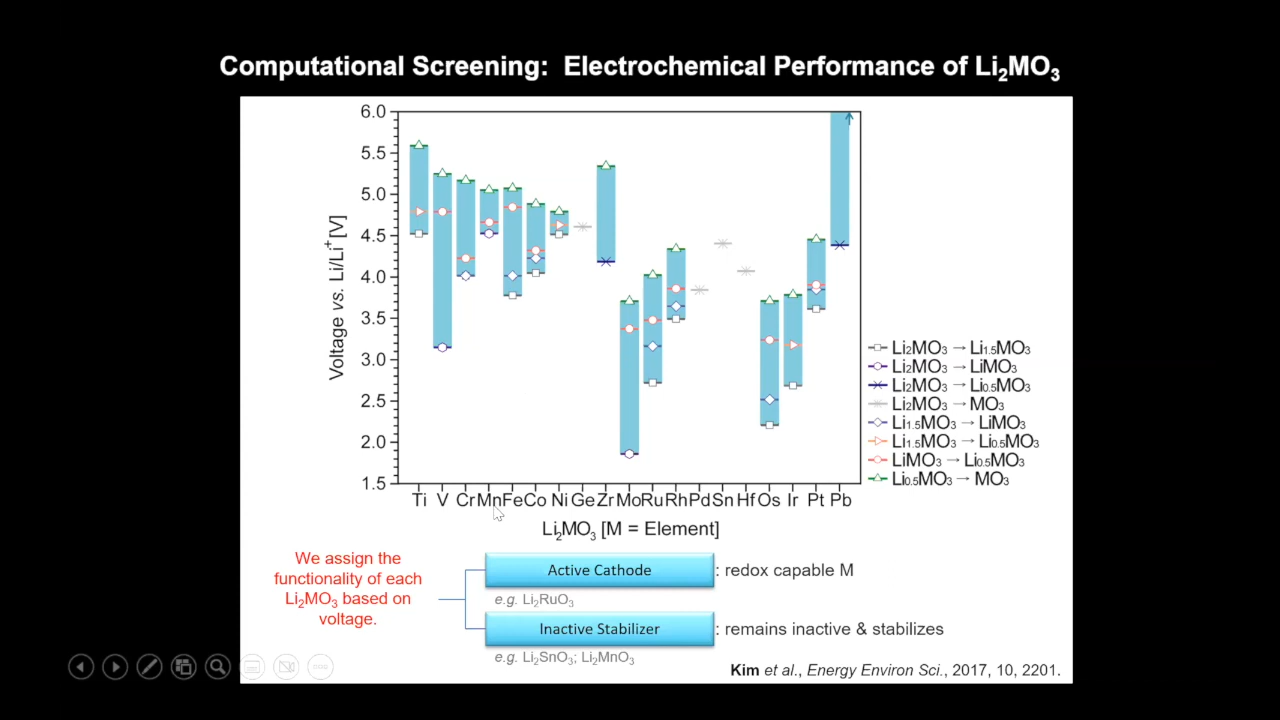 Computational Screening: Electrochemical Performance of Li₂MO₃
6.0
5.5
5.0
4.5
4.0
3.5
3.0
2.5
2.0
1.5
Voltage vs. Li/Li⁺ [V]
Ti V Cr Mn Fe Co Ni Ge Zr Mo Ru Rh Pd Sn Hf Os Ir Pt Pb
Li₂MO₃ [M = Element]
Li₂MO₃ → Li₁.₅MO₃
Li₂MO₃ → LiMO₃
Li₂MO₃ → Li₀.₅MO₃
Li₂MO₃ → MO₃
Li₁.₅MO₃ → LiMO₃
Li₁.₅MO₃ → Li₀.₅MO₃
LiMO₃ → Li₀.₅MO₃
Li₀.₅MO₃ → MO₃
We assign the
functionality of each
Li₂MO₃ based on
voltage.
Active Cathode : redox capable M
e.g. Li₂RuO₃
Inactive Stabilizer : remains inactive & stabilizes
e.g. Li₂SnO₃; Li₂MnO₃
Kim et al., Energy Environ Sci., 2017, 10, 2201.